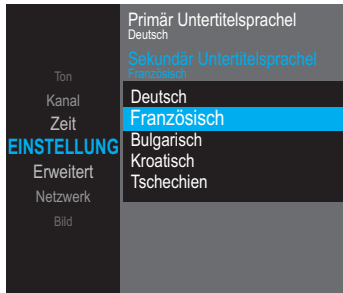 Ton
Kanal
Zeit
EINSTELLUNG
Erweitert
Netzwerk
Bild
Primär Untertitelsprachel
Deutsch
Sekundär Untertitelsprachel
Französisch
Deutsch
Französisch
Bulgarisch
Kroatisch
Tschechien